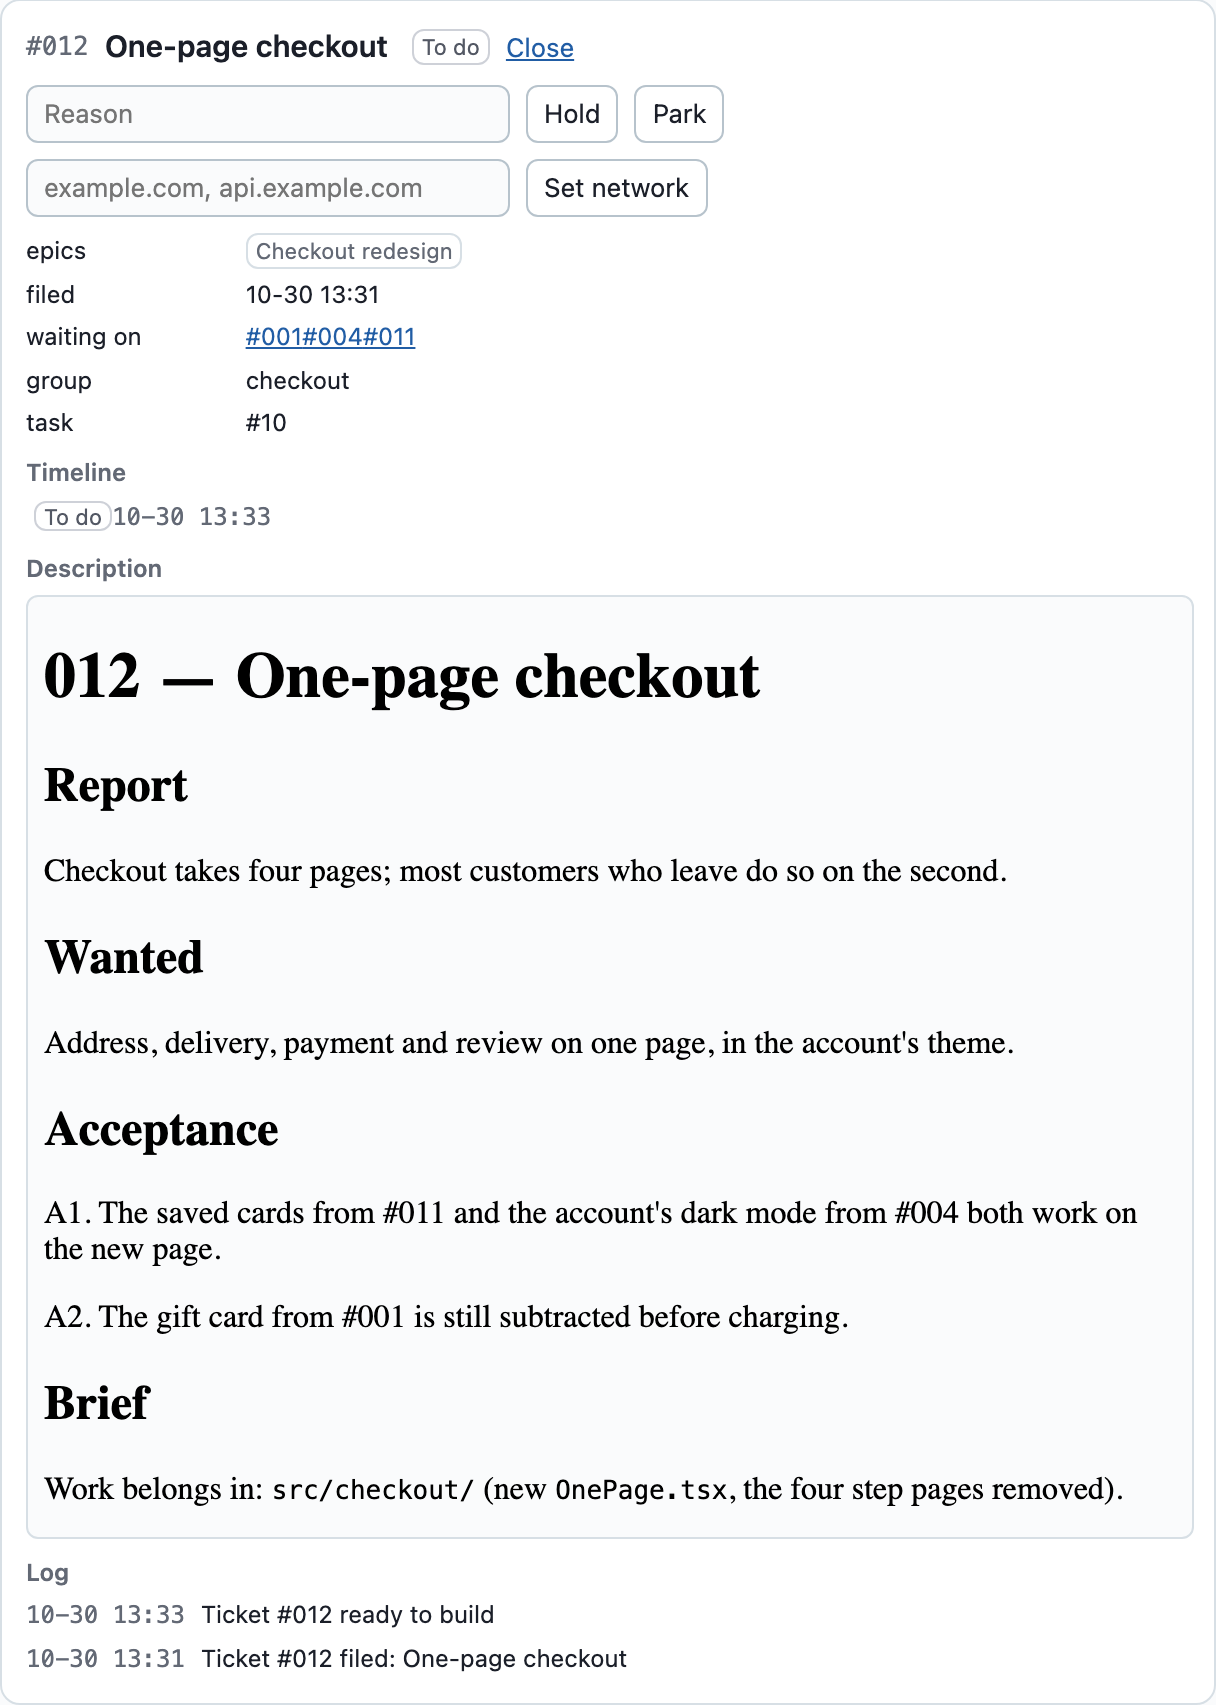 #012 One-page checkout To do Close
Reason Hold Park
example.com, api.example.com Set network
epics Checkout redesign
filed 10-30 13:31
waiting on #001#004#011
group checkout
task #10
Timeline
To do 10-30 13:33
Description
012 — One-page checkout
Report
Checkout takes four pages; most customers who leave do so on the second.
Wanted
Address, delivery, payment and review on one page, in the account's theme.
Acceptance
A1. The saved cards from #011 and the account's dark mode from #004 both work on
the new page.
A2. The gift card from #001 is still subtracted before charging.
Brief
Work belongs in: src/checkout/ (new OnePage.tsx, the four step pages removed).
Log
10-30 13:33 Ticket #012 ready to build
10-30 13:31 Ticket #012 filed: One-page checkout